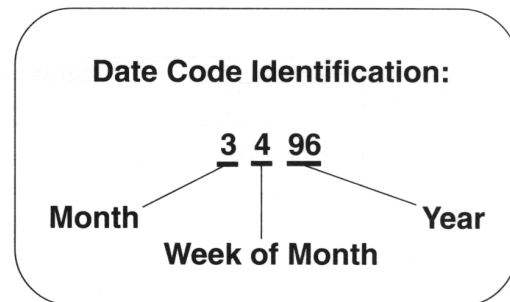 Date Code Identification:
3 4 96
Month
Year
Week of Month